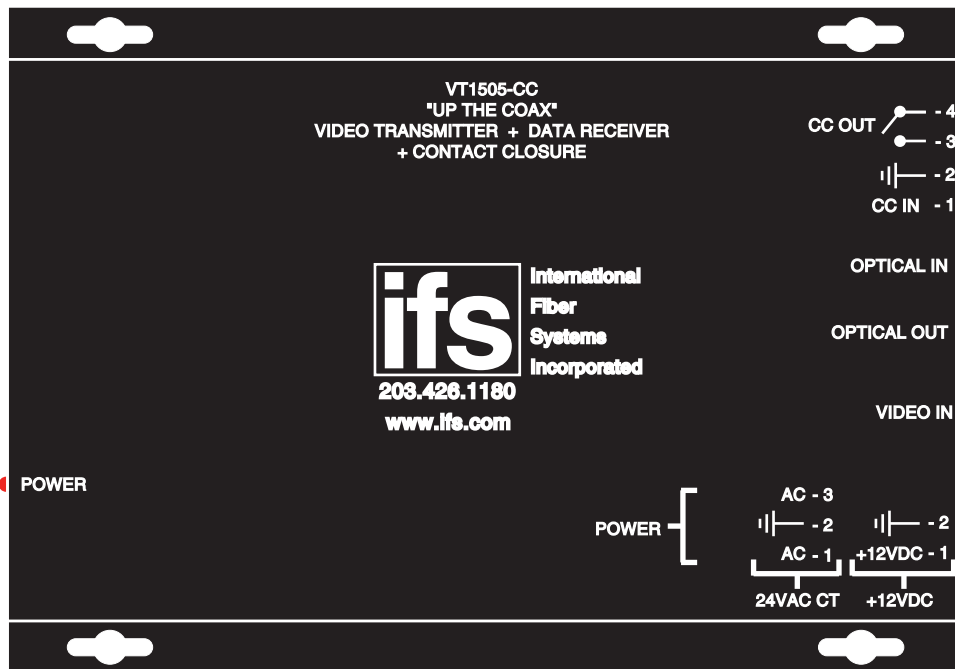 VT1505-CC
"UP THE COAX"
VIDEO TRANSMITTER + DATA RECEIVER
+ CONTACT CLOSURE
CC OUT
- 4
- 3
- 2
CC IN - 1
OPTICAL IN
OPTICAL OUT
VIDEO IN
ifs
International
Fiber
Systems
Incorporated
203.426.1180
www.ifs.com
POWER
POWER
AC - 3
- 2
AC - 1
24VAC CT
- 2
+12VDC - 1
+12VDC